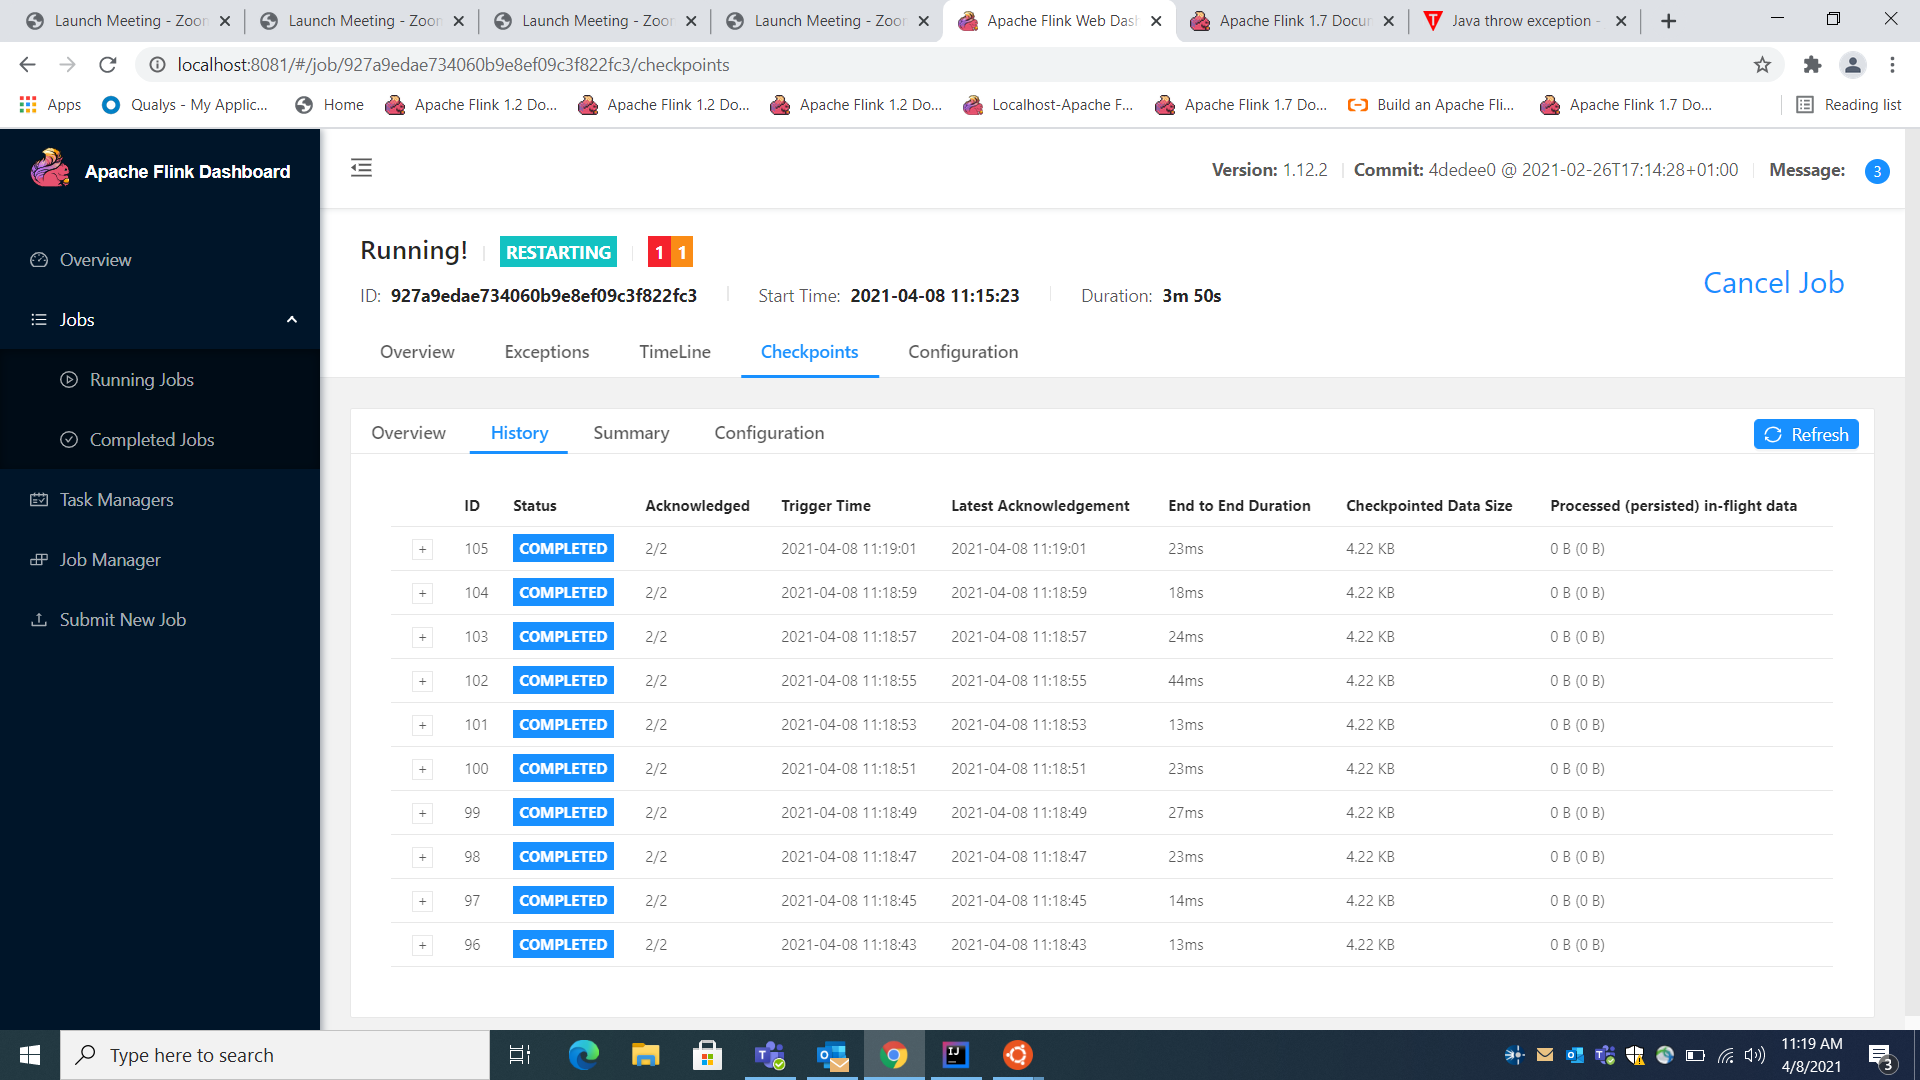 Launch Meeting - Zoom
Launch Meeting - Zoom
Launch Meeting - Zoom
Launch Meeting - Zoom
Apache Flink Web Dash
Apache Flink 1.7 Docu
Java throw exception -
localhost:8081/#/job/927a9edae734060b9e8ef09c3f822fc3/checkpoints
Apps Qualys - My Applic... Home Apache Flink 1.2 Do... Apache Flink 1.2 Do... Apache Flink 1.2 Do... Localhost-Apache F... Apache Flink 1.7 Do... Build an Apache Fli... Apache Flink 1.7 Do... Reading list
Apache Flink Dashboard
Overview
Jobs
Running Jobs
Completed Jobs
Task Managers
Job Manager
Submit New Job
Version: 1.12.2 Commit: 4dedee0 @ 2021-02-26T17:14:28+01:00 Message: 3
Running! RESTARTING 1 1
ID: 927a9edae734060b9e8ef09c3f822fc3 Start Time: 2021-04-08 11:15:23 Duration: 3m 50s
Cancel Job
Overview Exceptions TimeLine Checkpoints Configuration
Overview History Summary Configuration Refresh
ID Status Acknowledged Trigger Time Latest Acknowledgement End to End Duration Checkpointed Data Size Processed (persisted) in-flight data
+ 105 COMPLETED 2/2 2021-04-08 11:19:01 2021-04-08 11:19:01 23ms 4.22 KB 0 B (0 B)
+ 104 COMPLETED 2/2 2021-04-08 11:18:59 2021-04-08 11:18:59 18ms 4.22 KB 0 B (0 B)
+ 103 COMPLETED 2/2 2021-04-08 11:18:57 2021-04-08 11:18:57 24ms 4.22 KB 0 B (0 B)
+ 102 COMPLETED 2/2 2021-04-08 11:18:55 2021-04-08 11:18:55 44ms 4.22 KB 0 B (0 B)
+ 101 COMPLETED 2/2 2021-04-08 11:18:53 2021-04-08 11:18:53 13ms 4.22 KB 0 B (0 B)
+ 100 COMPLETED 2/2 2021-04-08 11:18:51 2021-04-08 11:18:51 23ms 4.22 KB 0 B (0 B)
+ 99 COMPLETED 2/2 2021-04-08 11:18:49 2021-04-08 11:18:49 27ms 4.22 KB 0 B (0 B)
+ 98 COMPLETED 2/2 2021-04-08 11:18:47 2021-04-08 11:18:47 23ms 4.22 KB 0 B (0 B)
+ 97 COMPLETED 2/2 2021-04-08 11:18:45 2021-04-08 11:18:45 14ms 4.22 KB 0 B (0 B)
+ 96 COMPLETED 2/2 2021-04-08 11:18:43 2021-04-08 11:18:43 13ms 4.22 KB 0 B (0 B)
Type here to search
11:19 AM
4/8/2021
3